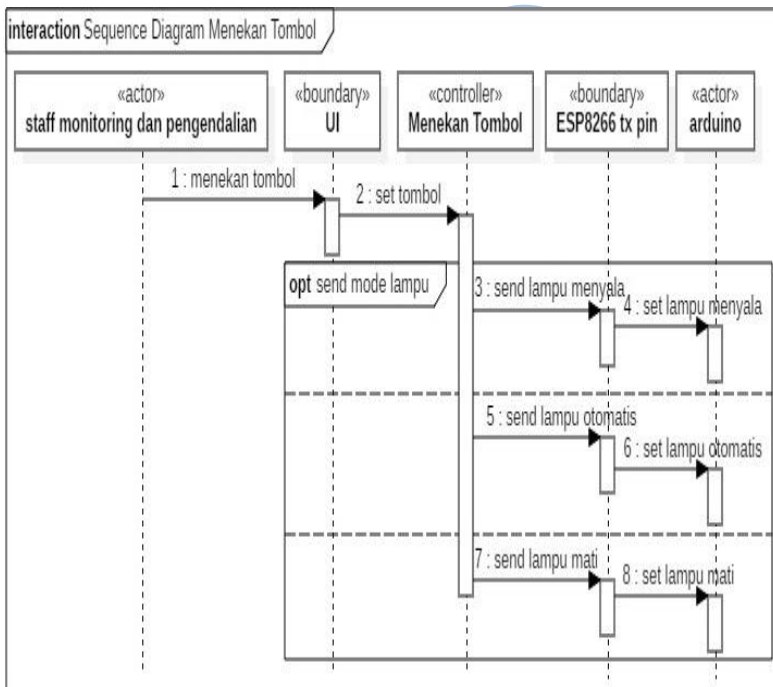 interaction Sequence Diagram Menekan Tombol
«actor»
staff monitoring dan pengendalian
«boundary»
UI
«controller»
Menekan Tombol
«boundary»
ESP8266 tx pin
«actor»
arduino
1 : menekan tombol
2 : set tombol
opt send mode lampu
3 : send lampu menyala
4 : set lampu menyala
5 : send lampu otomatis
6 : set lampu otomatis
7 : send lampu mati
8 : set lampu mati